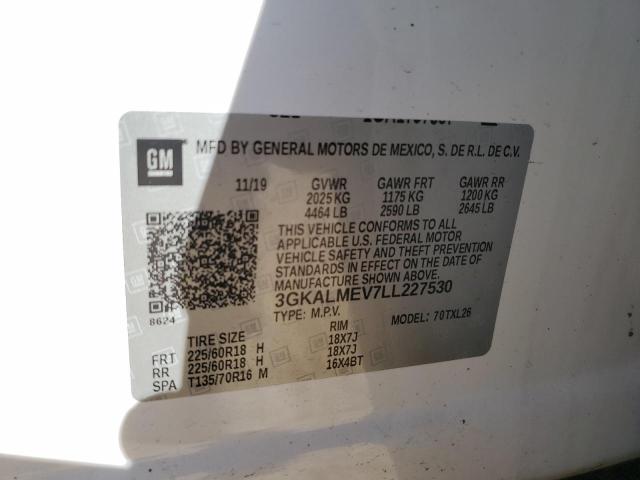 GM
MFD BY GENERAL MOTORS DE MEXICO, S. DE R.L. DE C.V.
11/19 GVWR GAWR FRT GAWR RR
2025 KG 1175 KG 1200 KG
4464 LB 2590 LB 2645 LB
THIS VEHICLE CONFORMS TO ALL
APPLICABLE U.S. FEDERAL MOTOR
VEHICLE SAFETY AND THEFT PREVENTION
STANDARDS IN EFFECT ON THE DATE OF
MANUFACTURE SHOWN ABOVE.
3GKALMEV7LL227530
8624
TYPE: M.P.V. MODEL: 70TXL26
TIRE SIZE RIM
FRT 225/60R18 H 18X7J
RR 225/60R18 H 18X7J
SPA T135/70R16 M 16X4BT